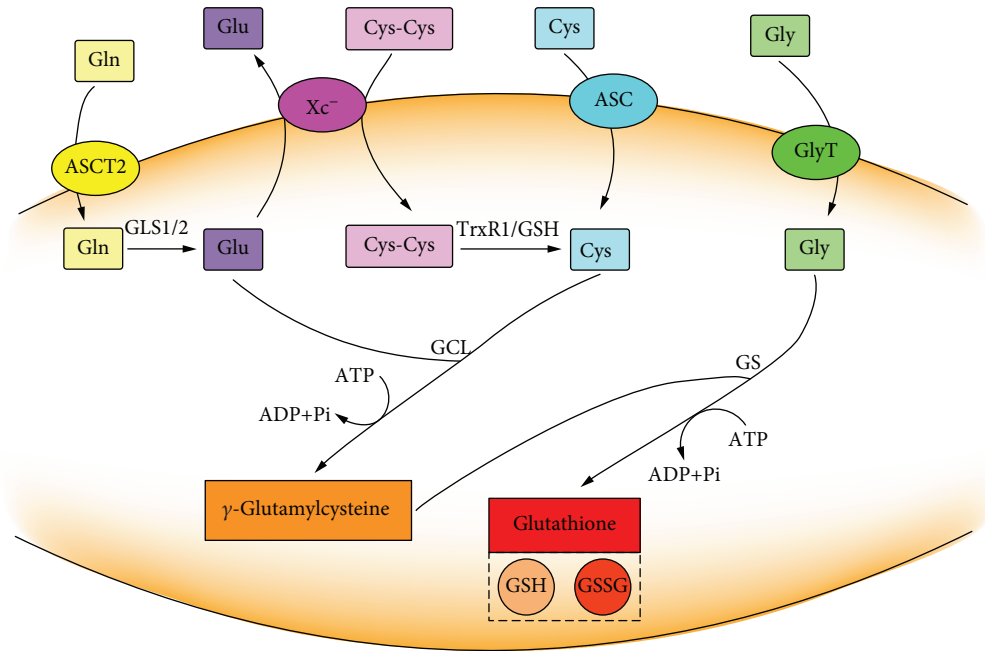 Glu
Cys-Cys
Cys
Gly
Gln
Xc⁻
ASC
GlyT
ASCT2
GLS1/2
TrxR1/GSH
Gln
Glu
Cys-Cys
Cys
Gly
GCL
GS
ATP
ADP+Pi
ATP
ADP+Pi
γ-Glutamylcysteine
Glutathione
GSH
GSSG